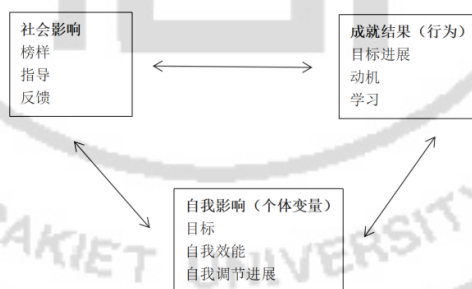 社会影响
榜样
指导
反馈
成就结果（行为）
目标进展
动机
学习
自我影响（个体变量）
目标
自我效能
自我调节进展
AKIET UNIVERSITY